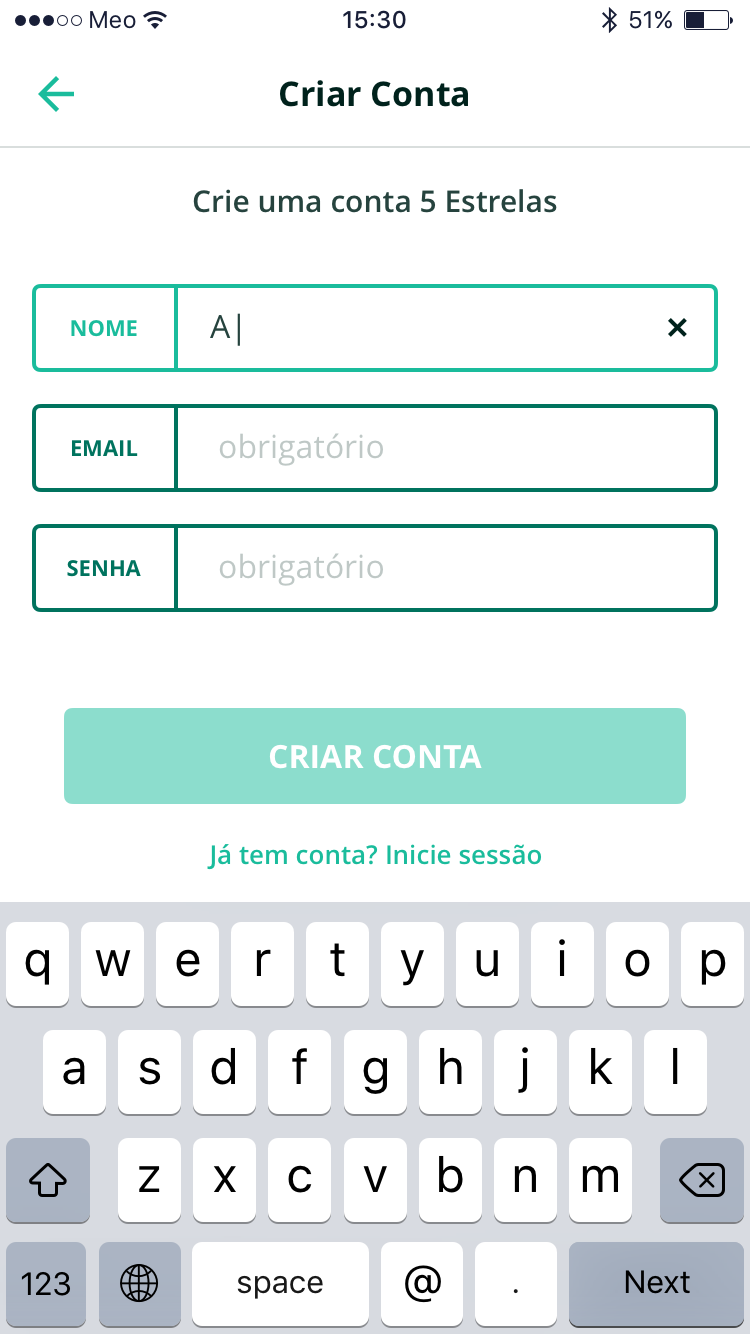 Meo 15:30 51%
Criar Conta
Crie uma conta 5 Estrelas
NOME A
EMAIL obrigatório
SENHA obrigatório
CRIAR CONTA
Já tem conta? Inicie sessão
q w e r t y u i o p
a s d f g h j k l
z x c v b n m
123 space @ . Next